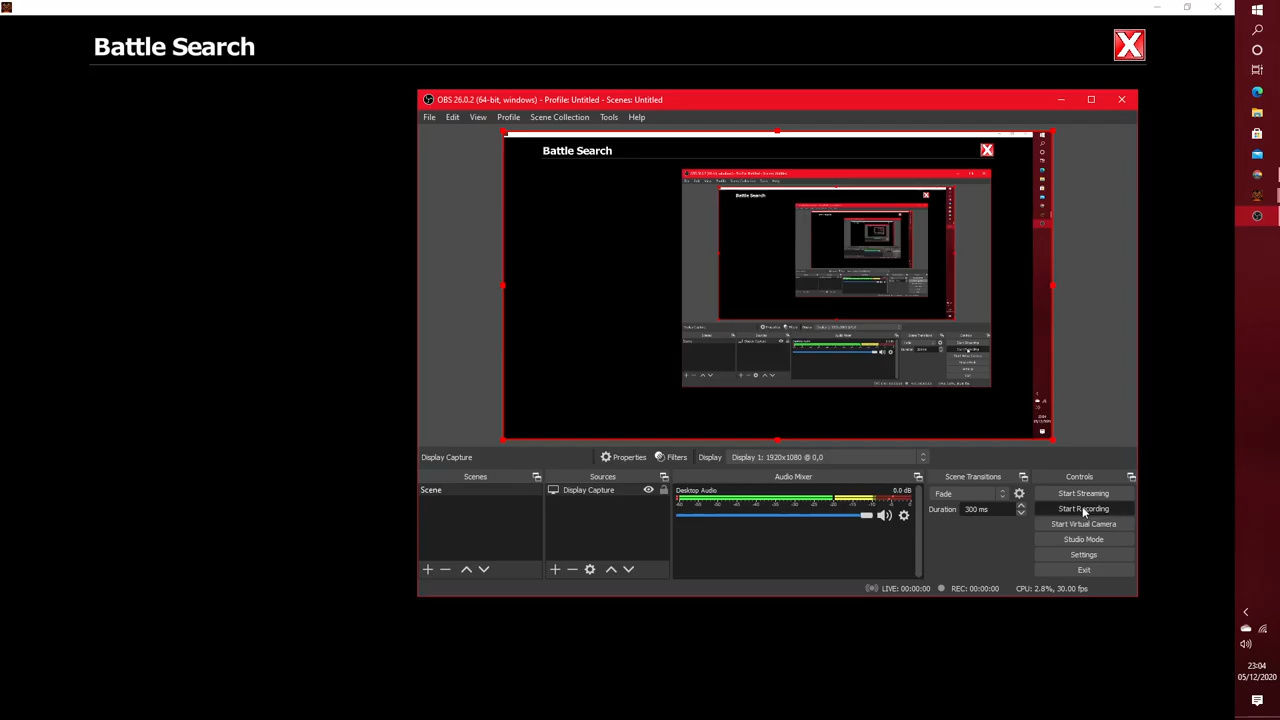 Battle Search
X
OBS 26.0.2 (64-bit, windows) - Profile: Untitled - Scenes: Untitled
File Edit View Profile Scene Collection Tools Help
Battle Search
X
Battle Search
X
Display Capture Properties Filters Display Display 1: 1920x1080 @ 0,0
Scenes Sources Audio Mixer Scene Transitions Controls
Scene
Display Capture
Desktop Audio 0.0 dB
Fade
Duration 300 ms
Start Streaming
Start Recording
Start Virtual Camera
Studio Mode
Settings
Exit
LIVE: 00:00:00 REC: 00:00:00 CPU: 2.8%, 30.00 fps
23:04
05/12/2020